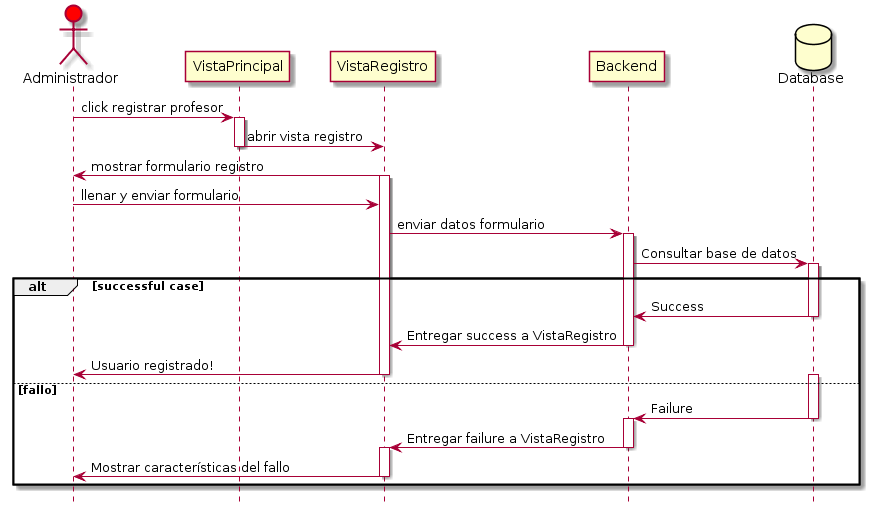 Administrador
VistaPrincipal
VistaRegistro
Backend
Database
click registrar profesor
abrir vista registro
mostrar formulario registro
llenar y enviar formulario
enviar datos formulario
Consultar base de datos
alt
[successful case]
Success
Entregar success a VistaRegistro
Usuario registrado!
[fallo]
Failure
Entregar failure a VistaRegistro
Mostrar características del fallo